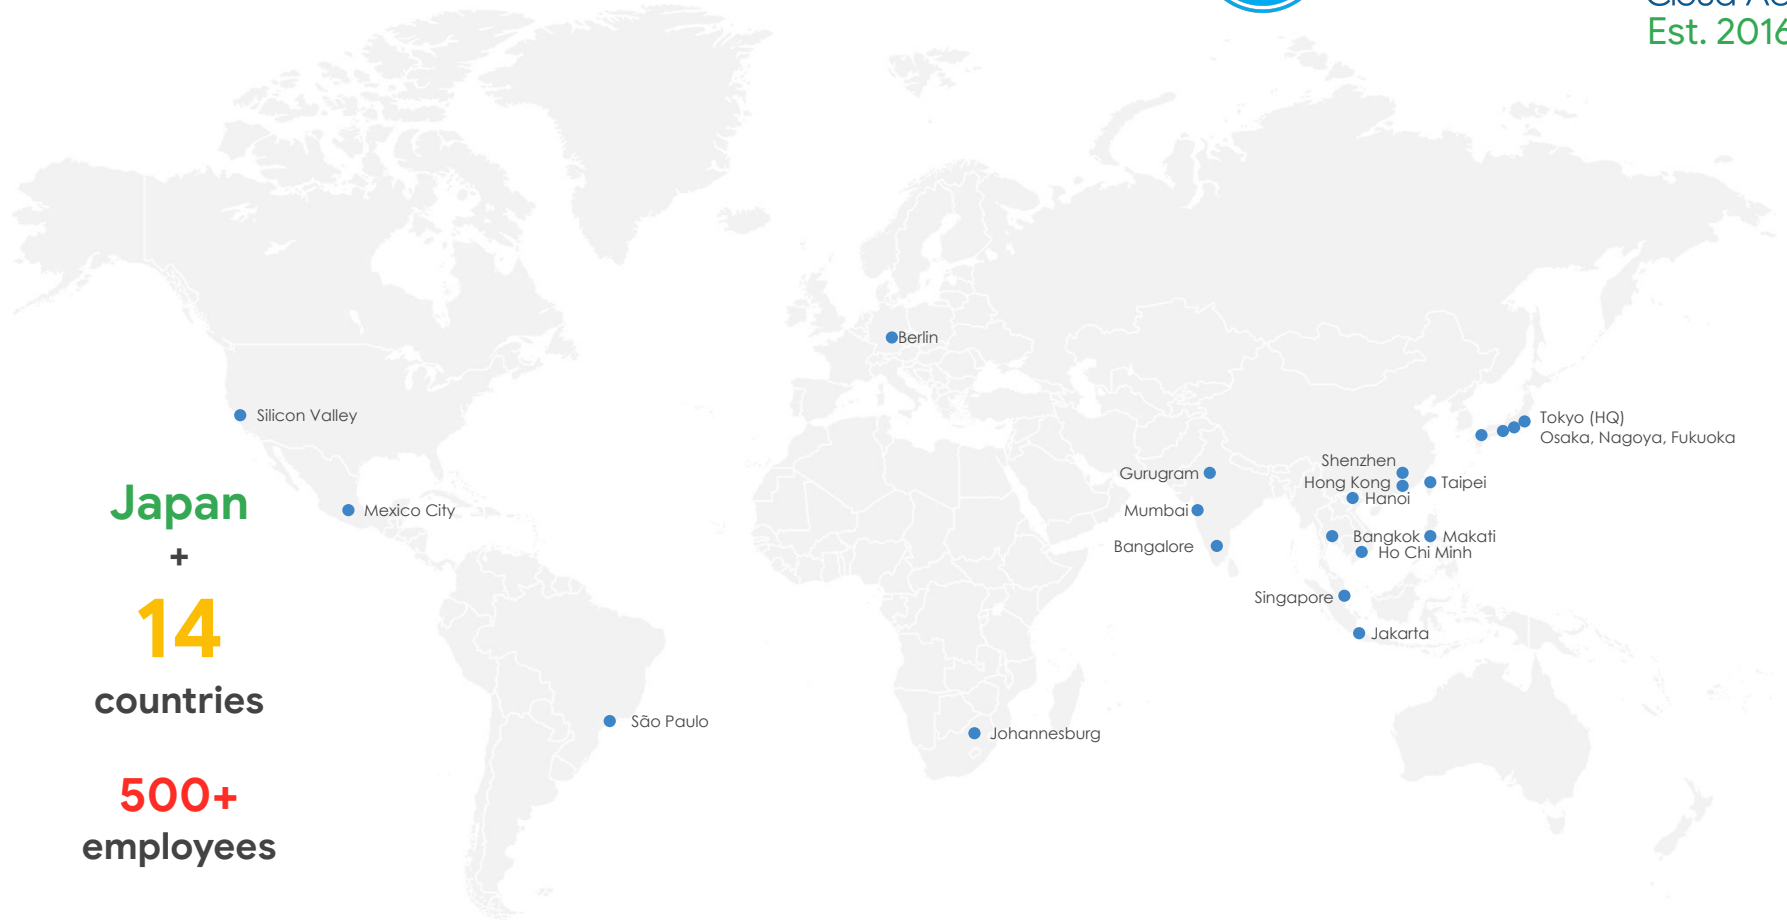 Est. 2016
Berlin
Silicon Valley
Tokyo (HQ)
Osaka, Nagoya, Fukuoka
Shenzhen
Gurugram
Hong Kong
Taipei
Hanoi
Mexico City
Mumbai
Bangkok
Makati
Bangalore
Ho Chi Minh
Singapore
Jakarta
São Paulo
Johannesburg
Japan
+
14
countries
500+
employees